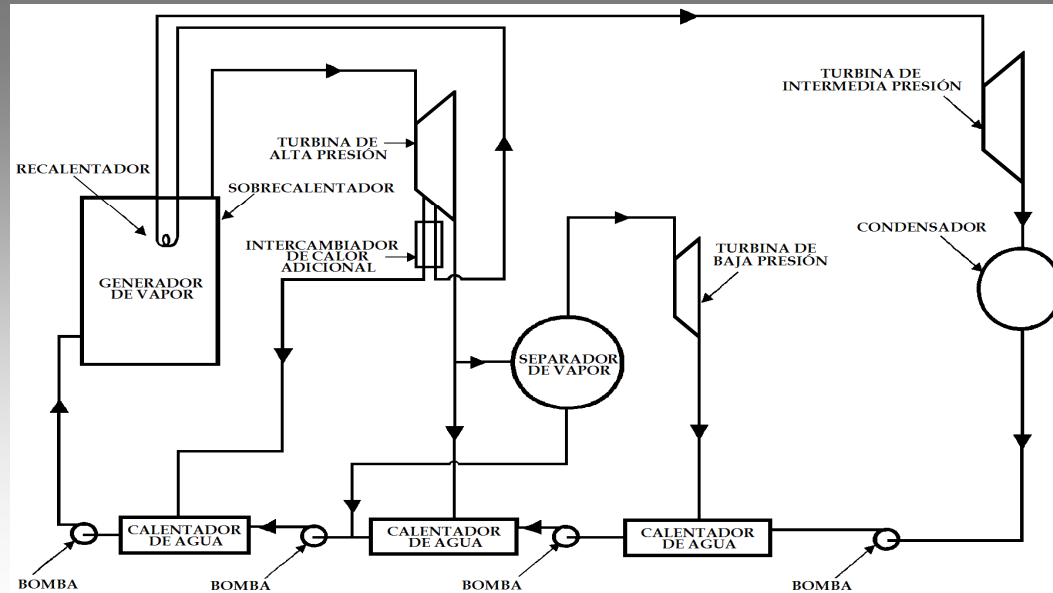 TURBINA DE
INTERMEDIA PRESIÓN
TURBINA DE
ALTA PRESIÓN
RECALENTADOR
SOBRECALENTADOR
CONDENSADOR
INTERCAMBIADOR
DE CALOR
ADICIONAL
TURBINA DE
BAJA PRESIÓN
GENERADOR
DE VAPOR
SEPARADOR
DE VAPOR
CALENTADOR
DE AGUA
CALENTADOR
DE AGUA
CALENTADOR
DE AGUA
BOMBA
BOMBA
BOMBA
BOMBA